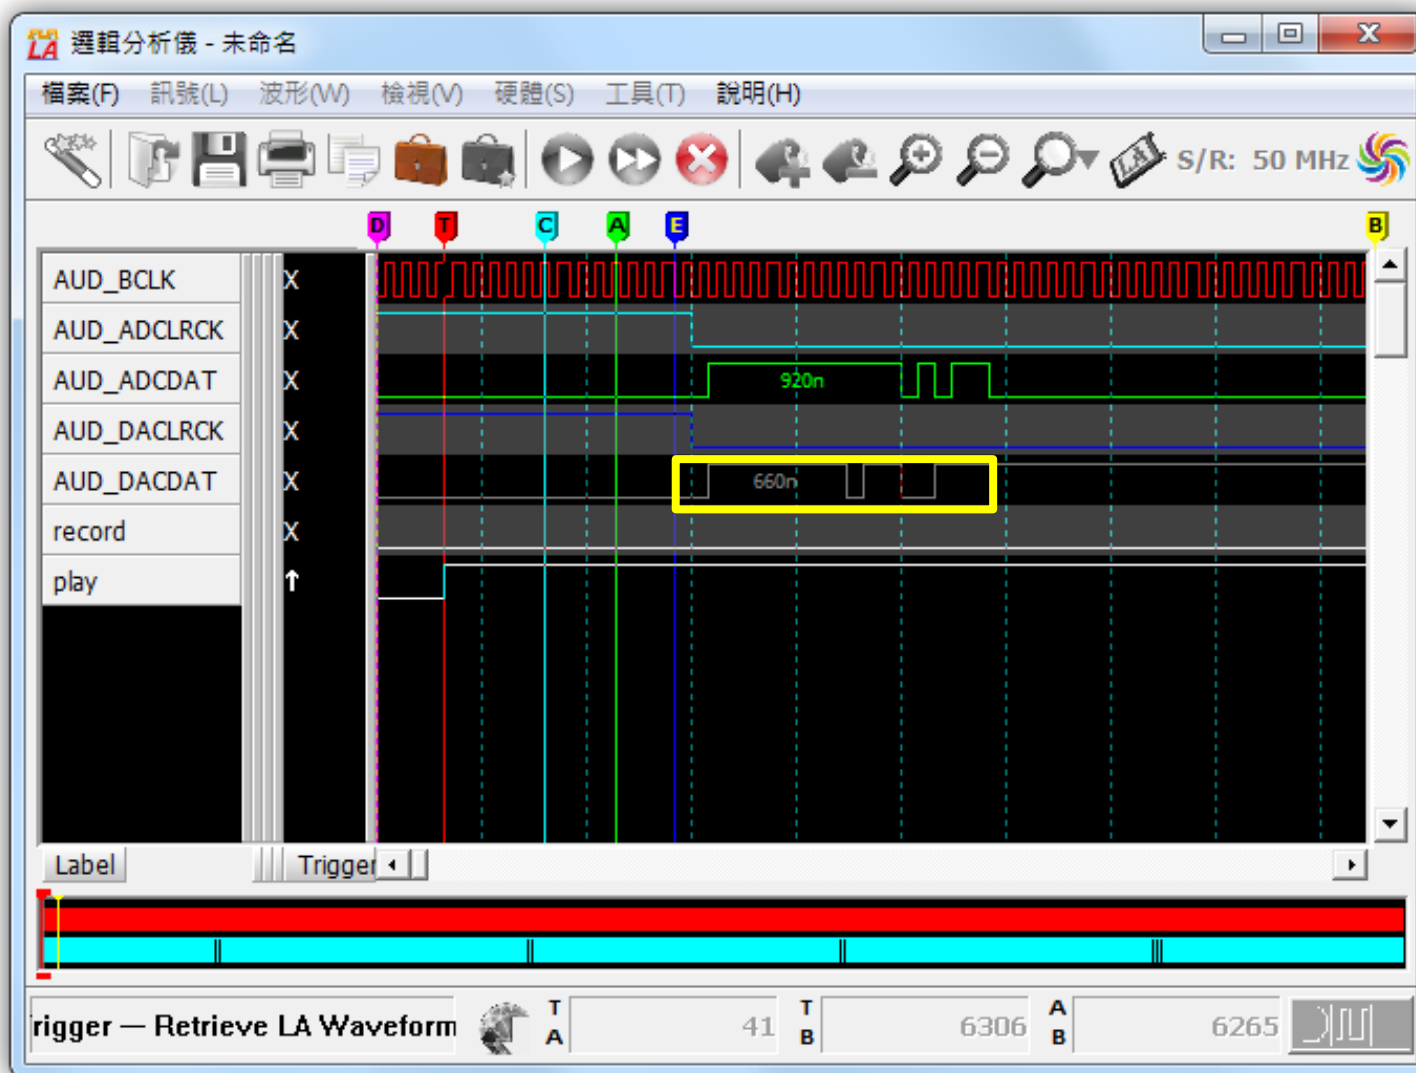 LA 邏輯分析儀 - 未命名
檔案(F) 訊號(L) 波形(W) 檢視(V) 硬體(S) 工具(T) 說明(H)
LAP S/R: 50 MHz
D T C A E B
AUD_BCLK X
AUD_ADCLRCK X
AUD_ADCDAT X 920n
AUD_DACLRCK X
AUD_DACDAT X 660n
record X
play ↑
Label Trigger
rigger — Retrieve LA Waveform T A 41 T B 6306 A B 6265